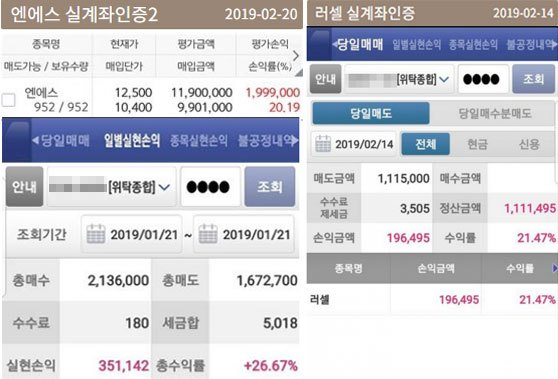 엔에스 실계좌인증2 2019-02-20
종목명 현재가 평가금액 평가손익
매도가능 / 보유수량 매입단가 매입금액 손익률(%)
엔에스 12,500 11,900,000 1,999,000
952 / 952 10,400 9,901,000 20.19
당일매매 일별실현손익 종목실현손익 불공정내역
안내 [위탁종합] ●●●● 조회
조회기간 2019/01/21 ~ 2019/01/21
총매수 2,136,000 총매도 1,672,700
수수료 180 세금합 5,018
실현손익 351,142 총수익률 +26.67%
러셀 실계좌인증 2019-02-14
당일매매 일별실현손익 종목실현손익 불공정내역
안내 [위탁종합] ●●●● 조회
당일매도 당일매수분매도
2019/02/14 전체 현금 신용
매도금액 1,115,000 매수금액
수수료 제세금 3,505 정산금액 1,111,495
손익금액 196,495 수익률 21.47%
종목명 손익금액 수익률
러셀 196,495 21.47%